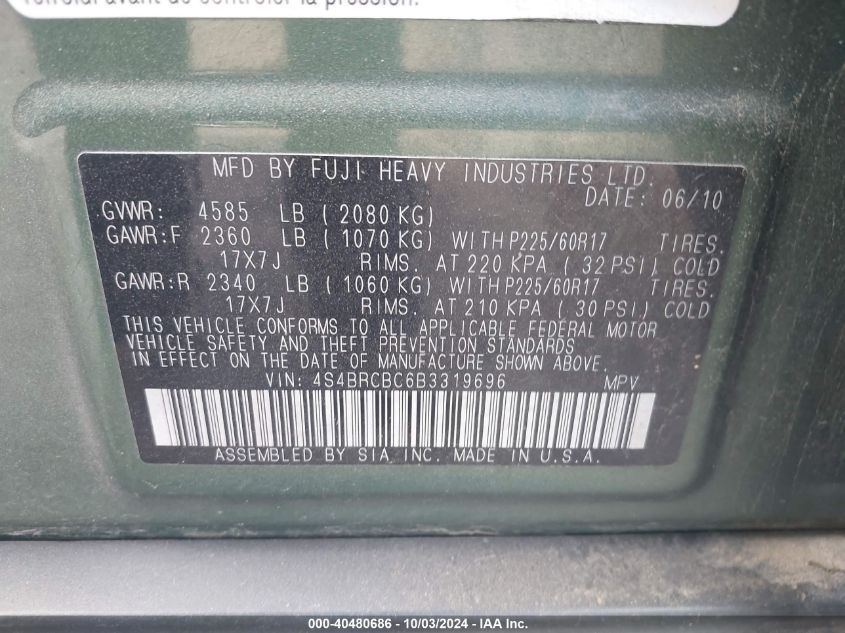 MFD BY FUJI HEAVY INDUSTRIES LTD.
DATE: 06/10
GVWR: 4585 LB ( 2080 KG)
GAWR:F 2360 LB ( 1070 KG) WITH P225/60R17 TIRES.
17X7J RIMS. AT 220 KPA ( 32 PSI) COLD
GAWR:R 2340 LB ( 1060 KG) WITH P225/60R17 TIRES.
17X7J RIMS. AT 210 KPA ( 30 PSI) COLD
THIS VEHICLE CONFORMS TO ALL APPLICABLE FEDERAL MOTOR
VEHICLE SAFETY AND THEFT PREVENTION STANDARDS
IN EFFECT ON THE DATE OF MANUFACTURE SHOWN ABOVE.
VIN: 4S4BRCBC6B3319696 MPV
ASSEMBLED BY SIA INC. MADE IN U.S.A.
000-40480686 - 10/03/2024 - IAA Inc.